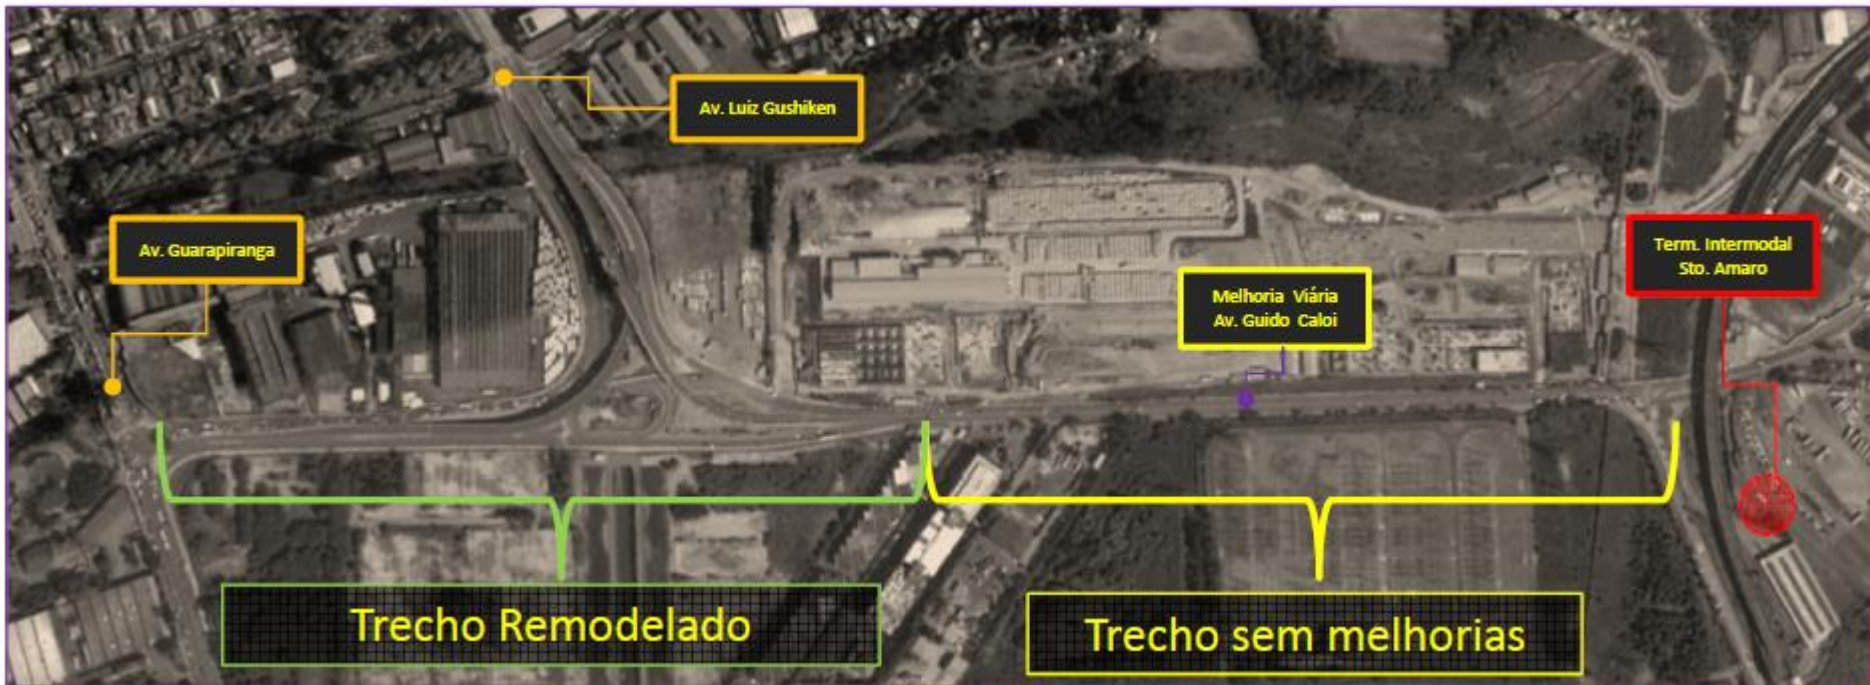 Av. Luiz Gushiken
Av. Guarapiranga
Term. Intermodal
Sto. Amaro
Melhoria Viária
Av. Guido Caloi
Trecho Remodelado
Trecho sem melhorias